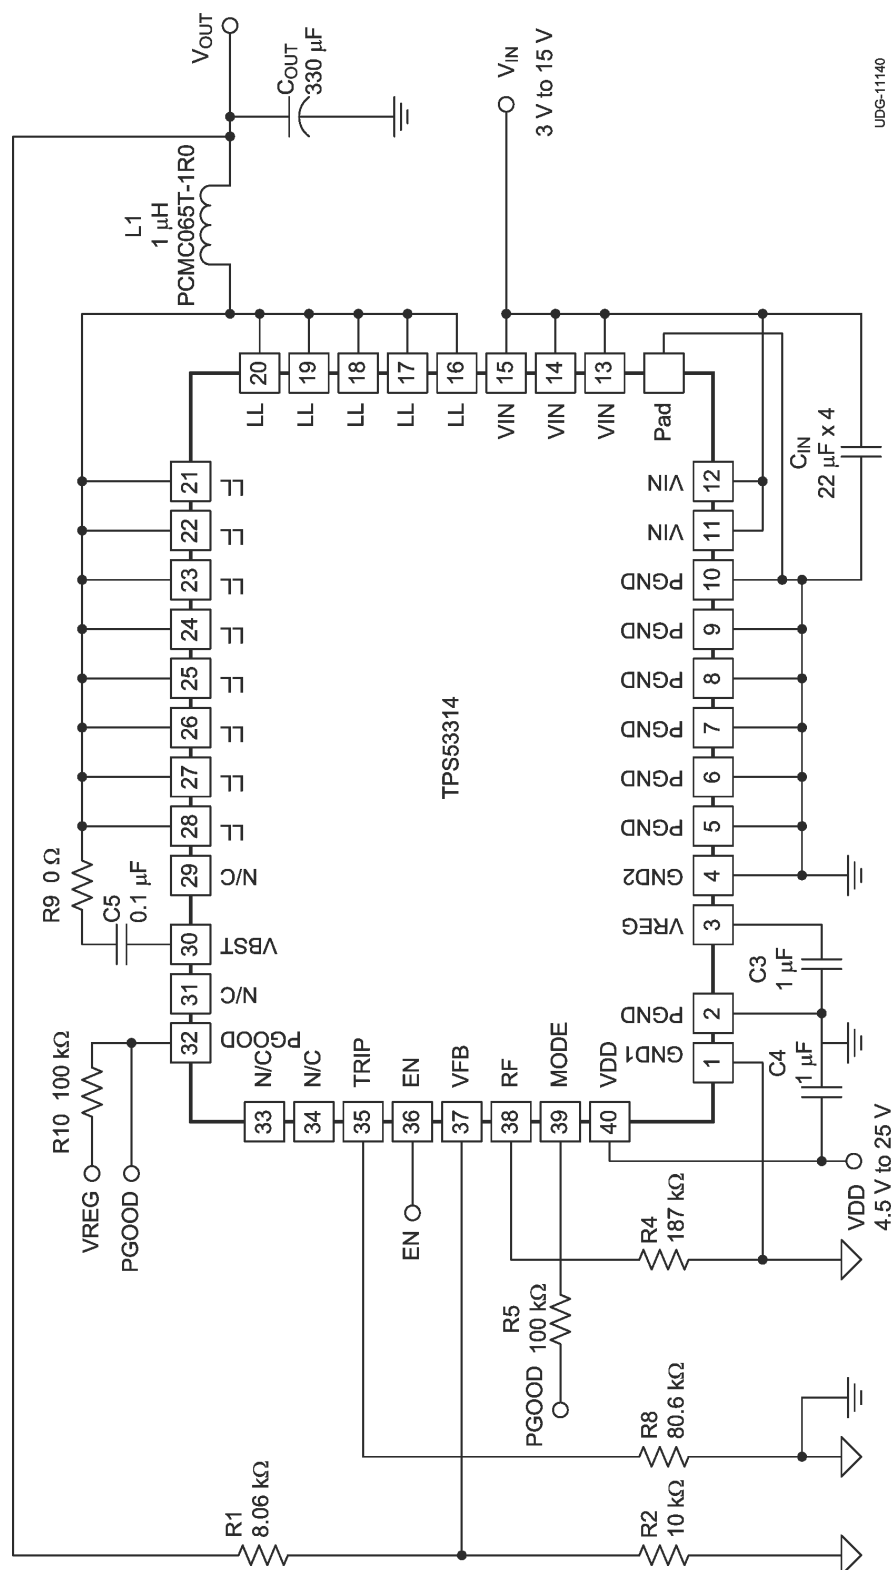 V_OUT
C_OUT
330 µF
L1
1 µH
PCMC065T-1R0
V_IN
3 V to 15 V
UDG-11140
20
19
18
17
16
15
14
13
LL
LL
LL
LL
LL
VIN
VIN
VIN
Pad
21
22
23
24
25
26
27
28
29
30
31
32
LL
LL
LL
LL
LL
LL
LL
LL
N/C
VBST
N/C
PGOOD
TPS53314
C_IN
22 µF x 4
VIN
VIN
PGND
PGND
PGND
PGND
PGND
PGND
GND2
VREG
PGND
GND1
12
11
10
9
8
7
6
5
4
3
2
1
R9 0 Ω
C5
0.1 µF
R10 100 kΩ
VREG
PGOOD
N/C
N/C
TRIP
EN
VFB
RF
MODE
VDD
33
34
35
36
37
38
39
40
C3
1 µF
C4
1 µF
EN
R4
187 kΩ
VDD
4.5 V to 25 V
R5
100 kΩ
PGOOD
R8
80.6 kΩ
R1
8.06 kΩ
R2
10 kΩ